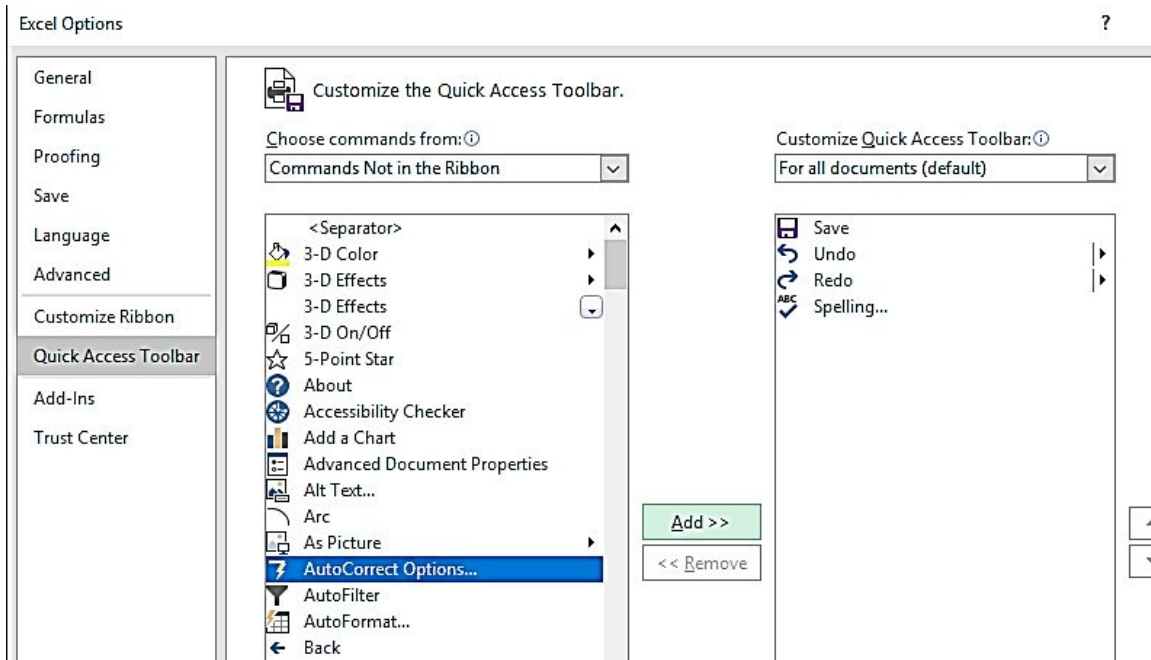 Excel Options
?
General
Formulas
Proofing
Save
Language
Advanced
Customize Ribbon
Quick Access Toolbar
Add-Ins
Trust Center
Customize the Quick Access Toolbar.
Choose commands from:
Commands Not in the Ribbon
<Separator>
3-D Color
3-D Effects
3-D Effects
3-D On/Off
5-Point Star
About
Accessibility Checker
Add a Chart
Advanced Document Properties
Alt Text...
Arc
As Picture
AutoCorrect Options...
AutoFilter
AutoFormat...
Back
Add >>
<< Remove
Customize Quick Access Toolbar:
For all documents (default)
Save
Undo
Redo
ABC
Spelling...